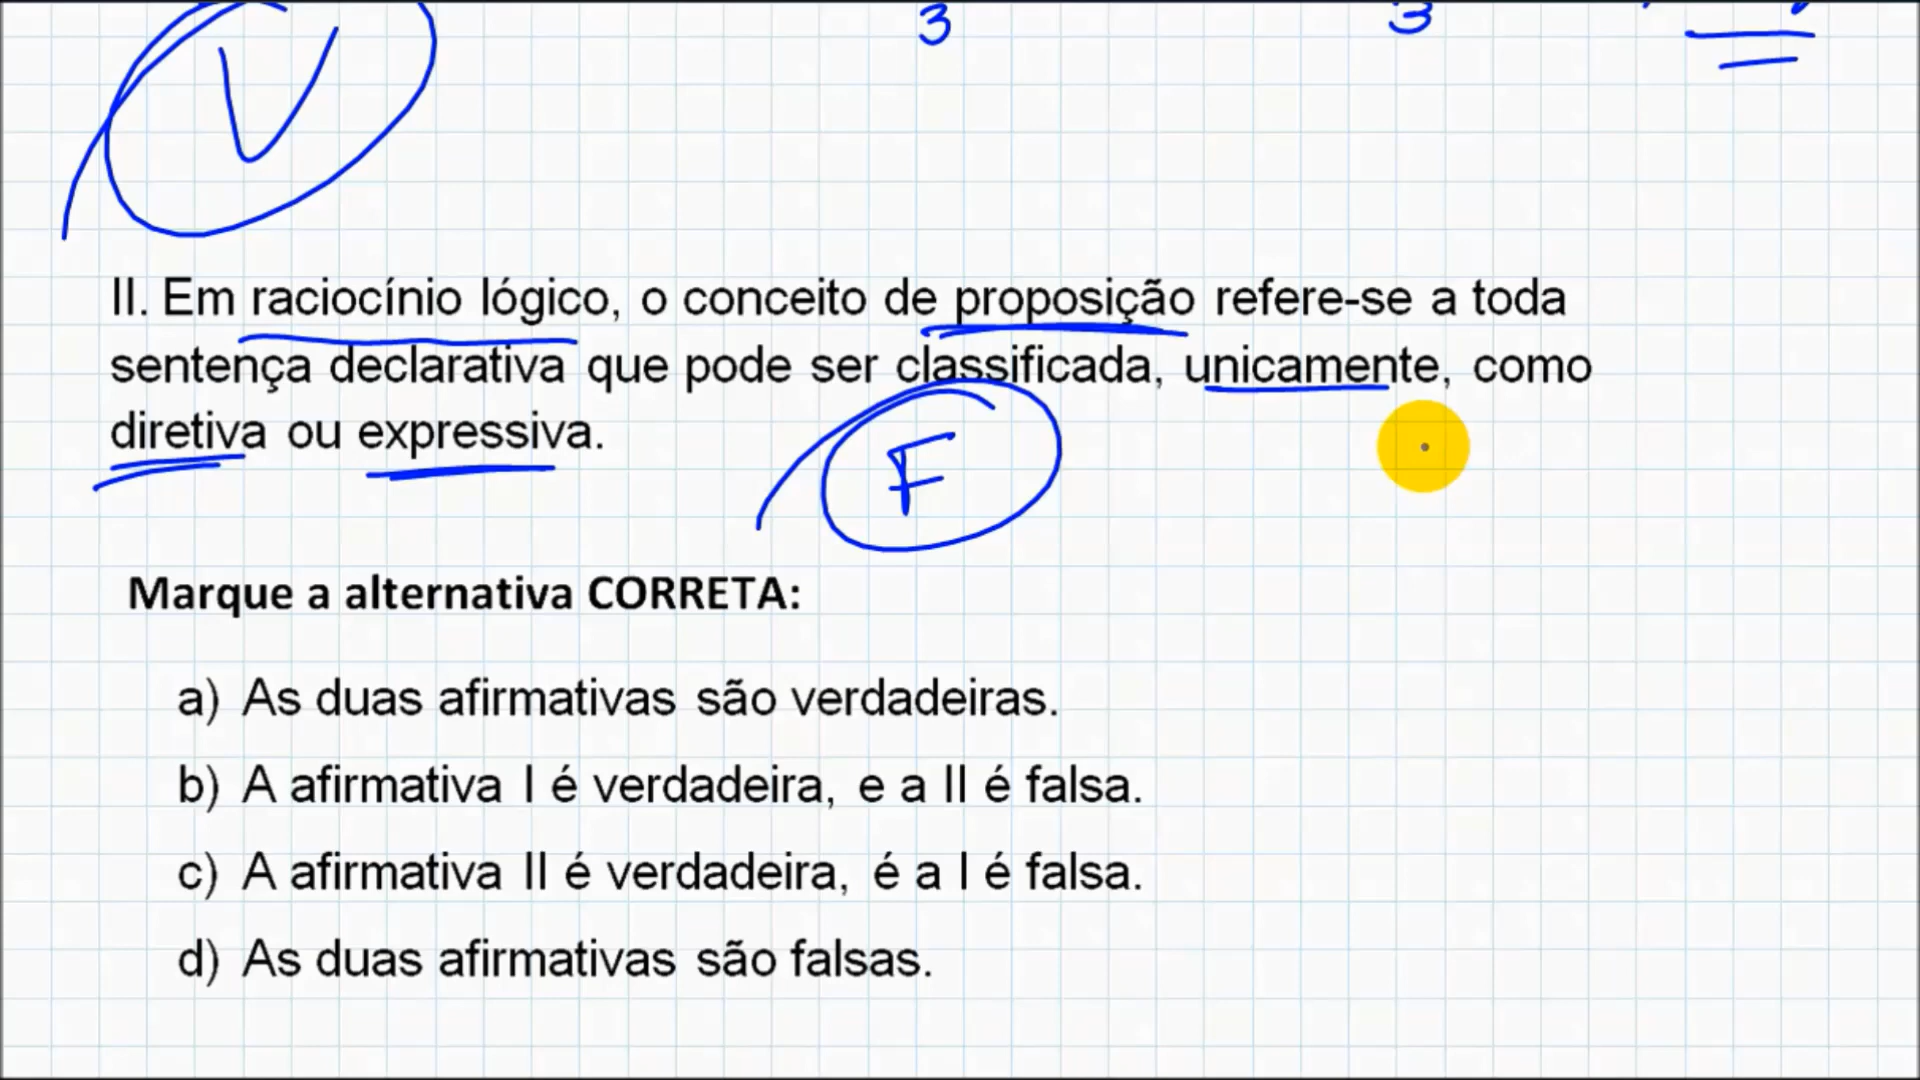 3 3
V
II. Em raciocínio lógico, o conceito de proposição refere-se a toda
sentença declarativa que pode ser classificada, unicamente, como
diretiva ou expressiva.
F
Marque a alternativa CORRETA:
a) As duas afirmativas são verdadeiras.
b) A afirmativa I é verdadeira, e a II é falsa.
c) A afirmativa II é verdadeira, é a I é falsa.
d) As duas afirmativas são falsas.